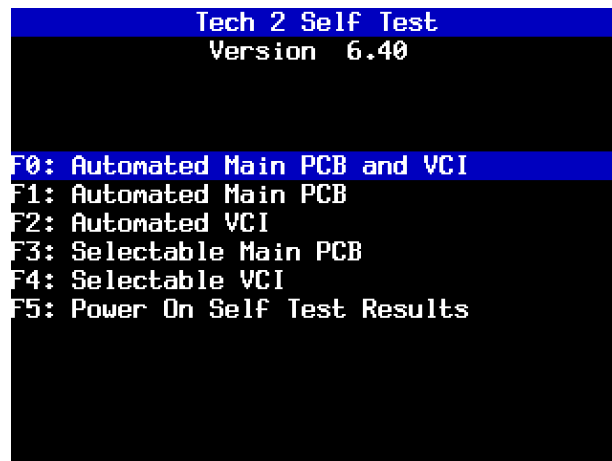 Tech 2 Self Test
Version 6.40
F0: Automated Main PCB and VCI
F1: Automated Main PCB
F2: Automated VCI
F3: Selectable Main PCB
F4: Selectable VCI
F5: Power On Self Test Results